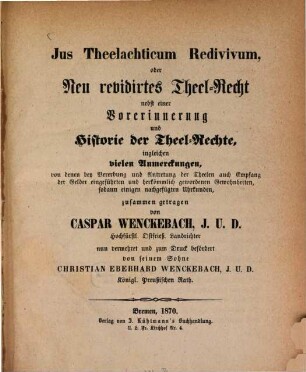 Jus Theelachticum Redivivum,
oder
Neu revidirtes Theel-Recht
nebst einer
Vorerinnerung
und
Historie der Theel-Rechte,
ingleichen
vielen Anmerckungen,
von denen bey Vererbung und Antretung der Theelen auch Empfang
der Gelder eingeführten und herkömmlich gewordenen Gewohnheiten,
sodann einigen nachgefügten Uhrkunden,
zusammen getragen
von
CASPAR WENCKEBACH, J. U. D.
Hochfürstl. Ostfries. Landrichter
nun vermehret und zum Druck befördert
von seinem Sohne
CHRISTIAN EBERHARD WENCKEBACH, J. U. D.
Königl. Preußischen Rath.
Bremen, 1870.
Verlag von J. Kühtmann's Buchhandlung.
U. L. Fr. Kirchhof Nr. 4.